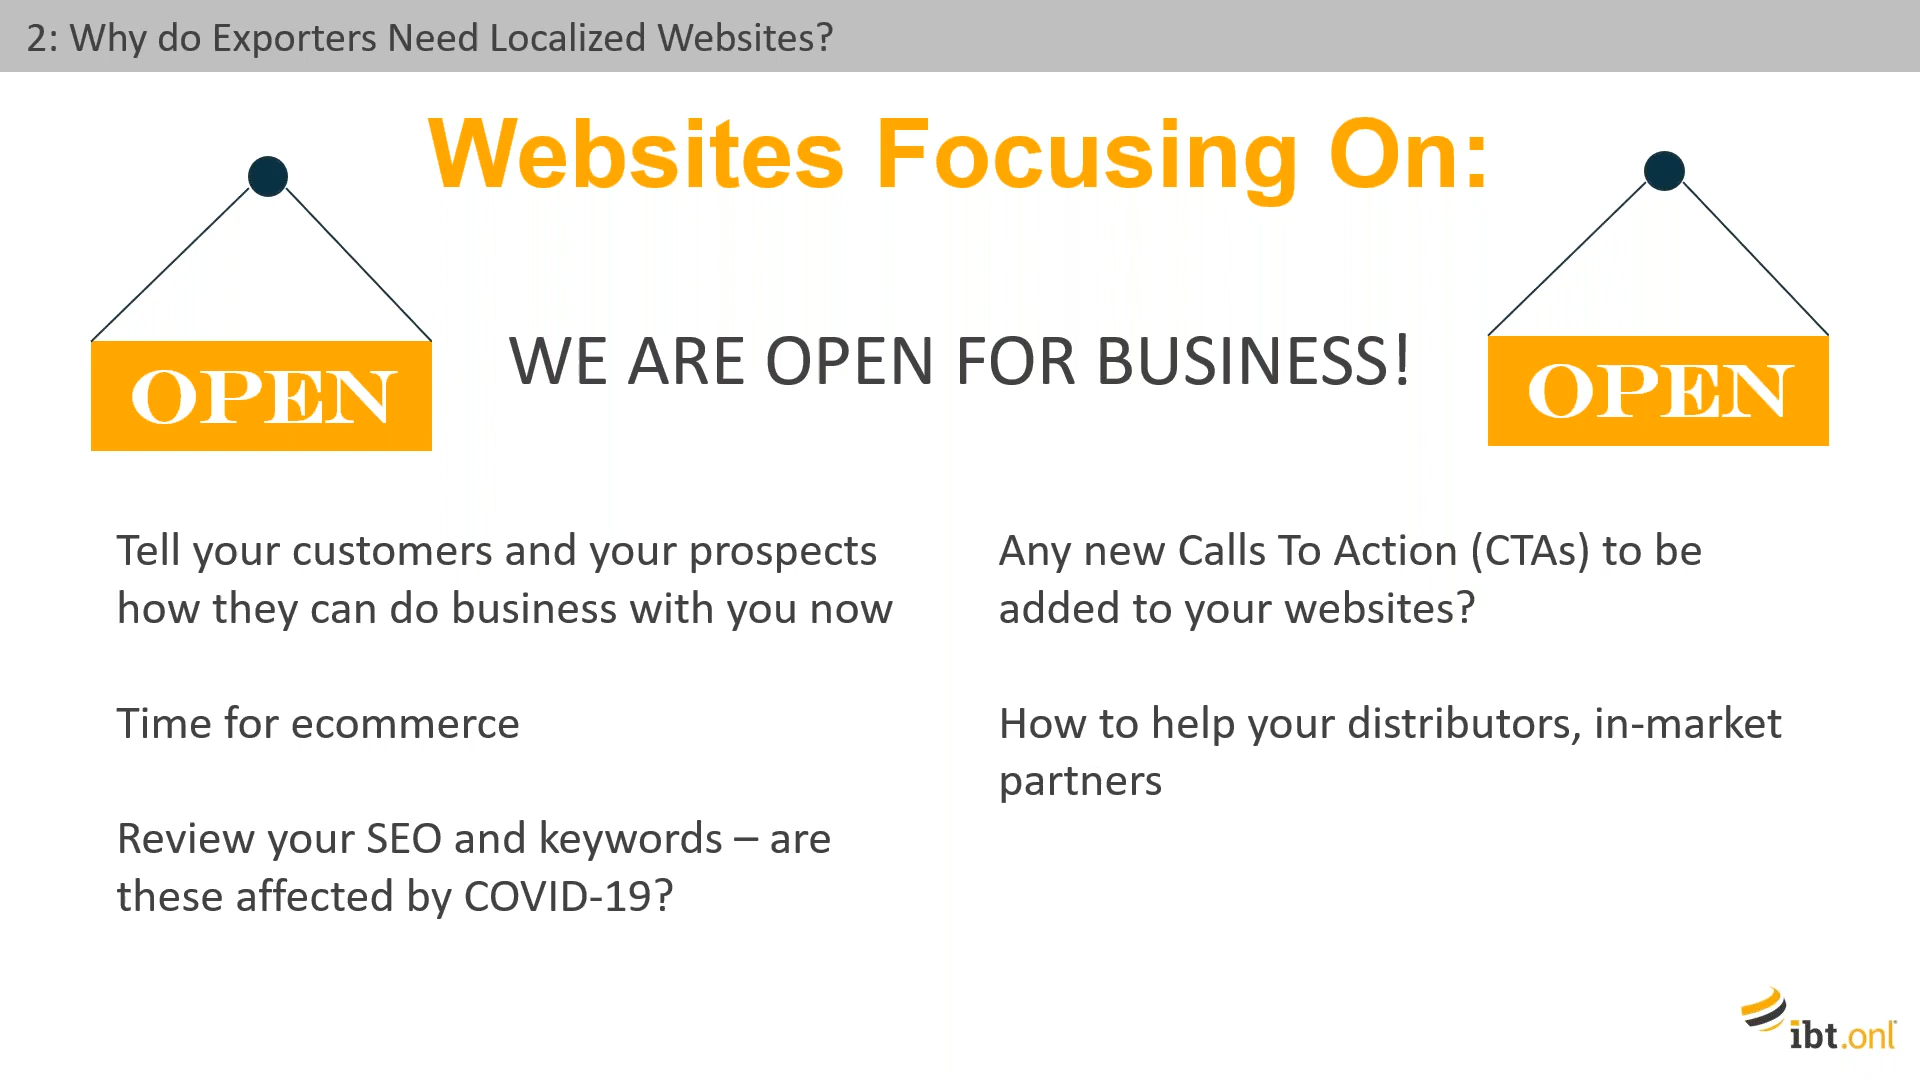 2: Why do Exporters Need Localized Websites?
Websites Focusing On:
OPEN
WE ARE OPEN FOR BUSINESS!
OPEN
Tell your customers and your prospects
how they can do business with you now
Time for ecommerce
Review your SEO and keywords – are
these affected by COVID-19?
Any new Calls To Action (CTAs) to be
added to your websites?
How to help your distributors, in-market
partners
ibt.onl